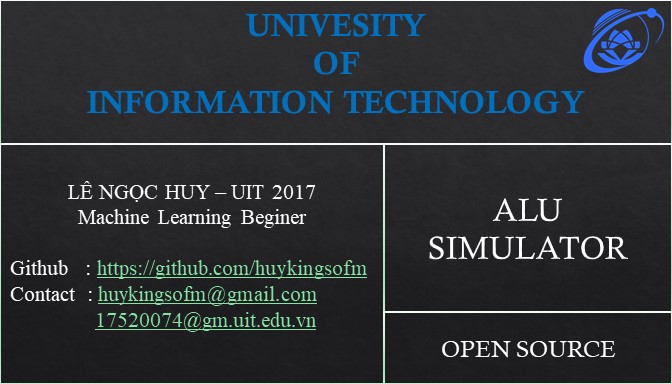 UNIVESITY
OF
INFORMATION TECHNOLOGY
LÊ NGỌC HUY – UIT 2017
Machine Learning Beginer
Github : https://github.com/huykingsofm
Contact : huykingsofm@gmail.com
17520074@gm.uit.edu.vn
ALU
SIMULATOR
OPEN SOURCE